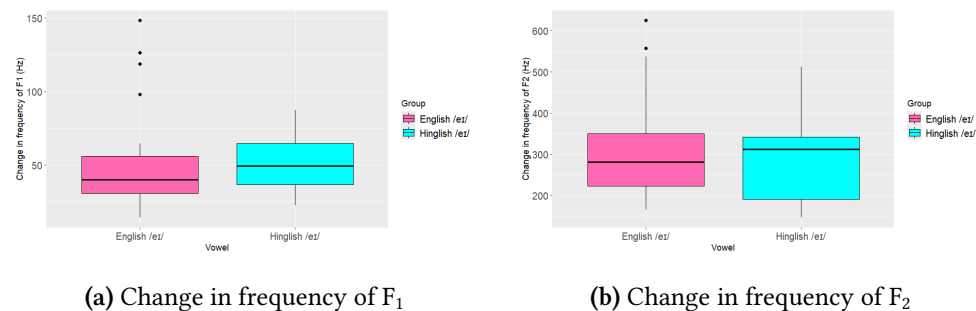 150
100
50
Change in frequency of F1 (Hz)
English /eɪ/
Hinglish /eɪ/
Vowel
Group
English /eɪ/
Hinglish /eɪ/
600
500
400
300
200
Change in frequency of F2 (Hz)
English /eɪ/
Hinglish /eɪ/
Vowel
Group
English /eɪ/
Hinglish /eɪ/
(a) Change in frequency of F₁
(b) Change in frequency of F₂